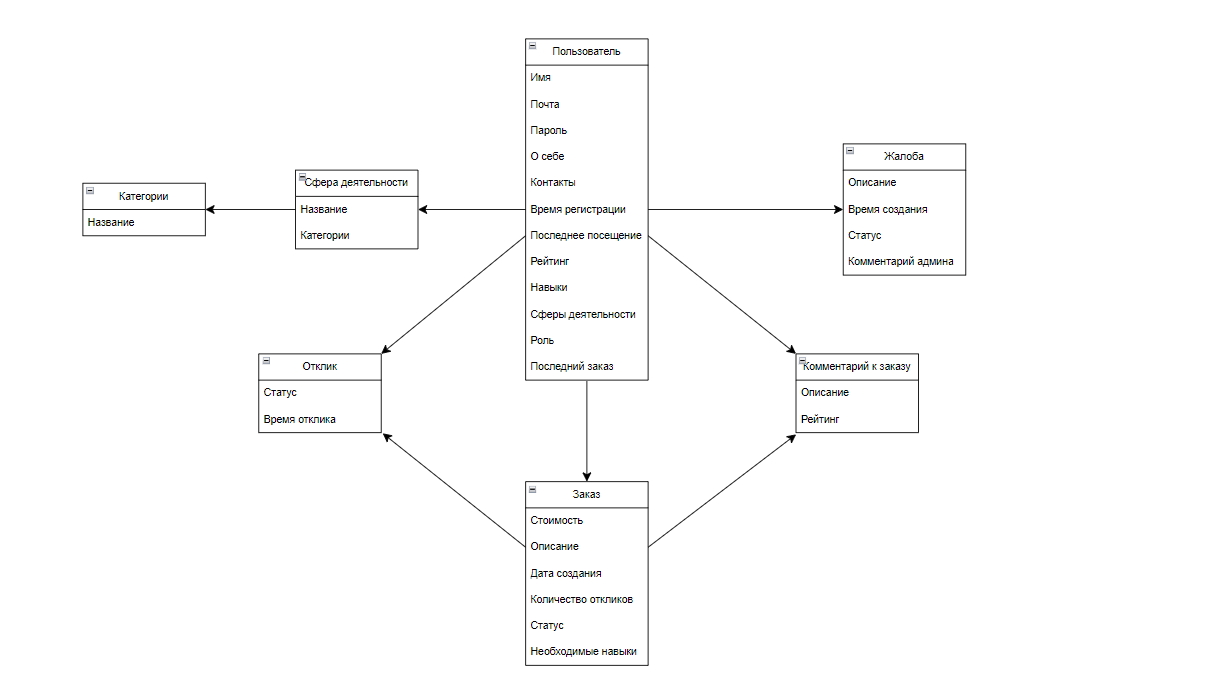 Пользователь
Имя
Почта
Пароль
О себе
Контакты
Время регистрации
Последнее посещение
Рейтинг
Навыки
Сферы деятельности
Роль
Последний заказ
Категории
Название
Сфера деятельности
Название
Категории
Жалоба
Описание
Время создания
Статус
Комментарий админа
Отклик
Статус
Время отклика
Комментарий к заказу
Описание
Рейтинг
Заказ
Стоимость
Описание
Дата создания
Количество откликов
Статус
Необходимые навыки